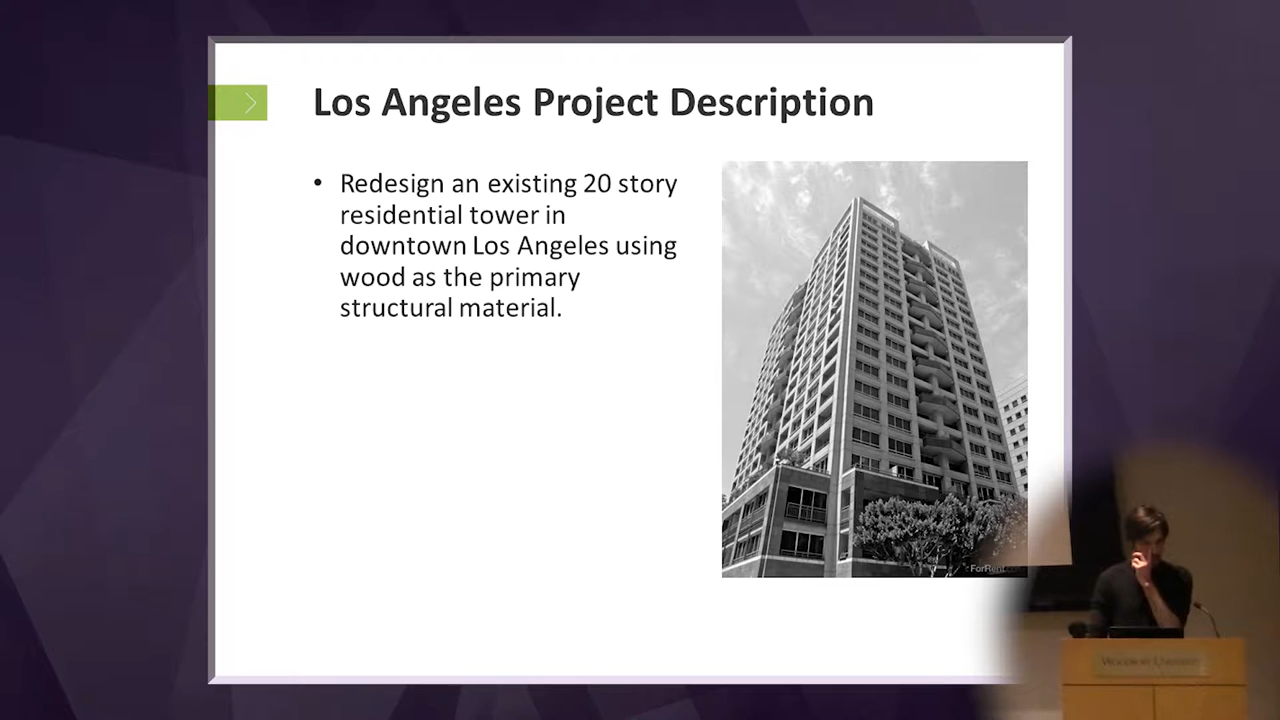 Los Angeles Project Description
• Redesign an existing 20 story
residential tower in
downtown Los Angeles using
wood as the primary
structural material.
ForRent.com